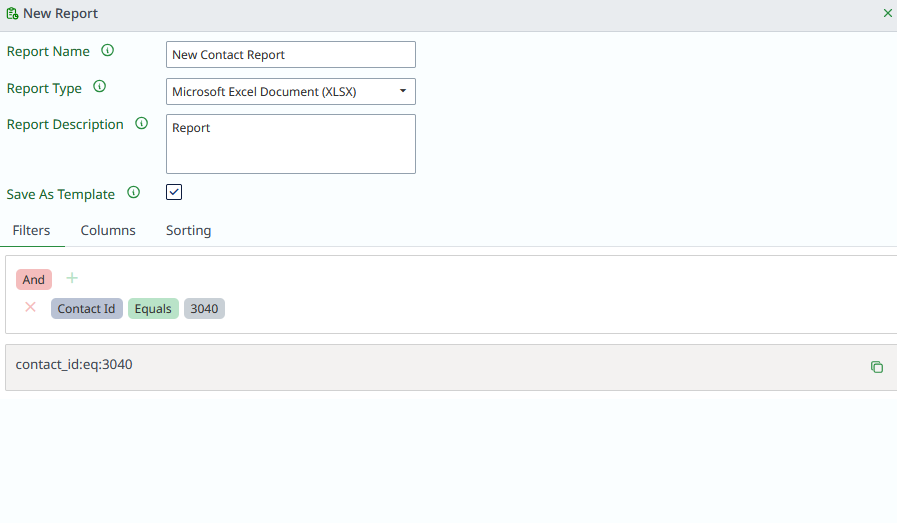 New Report
Report Name
New Contact Report
Report Type
Microsoft Excel Document (XLSX)
Report Description
Report
Save As Template
Filters Columns Sorting
And
Contact Id Equals 3040
contact_id:eq:3040